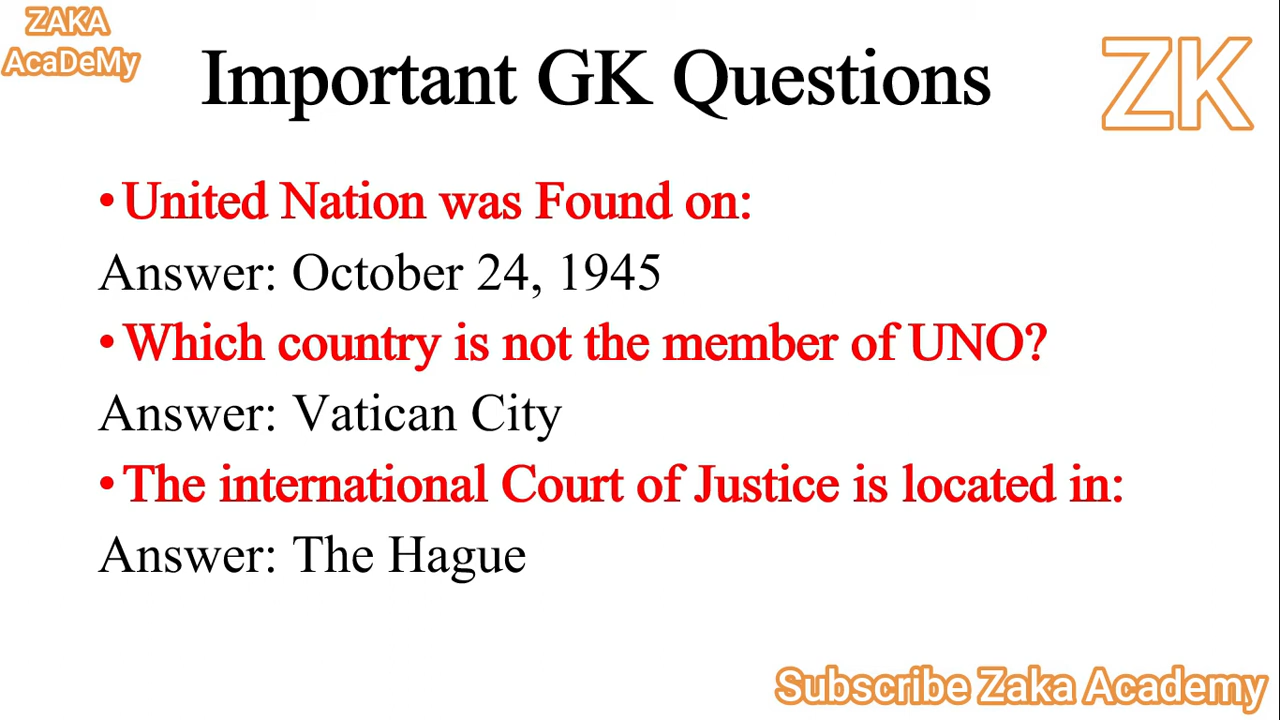 ZAKA
AcaDeMy
Important GK Questions
ZK
•United Nation was Found on:
Answer: October 24, 1945
•Which country is not the member of UNO?
Answer: Vatican City
•The international Court of Justice is located in:
Answer: The Hague
Subscribe Zaka Academy